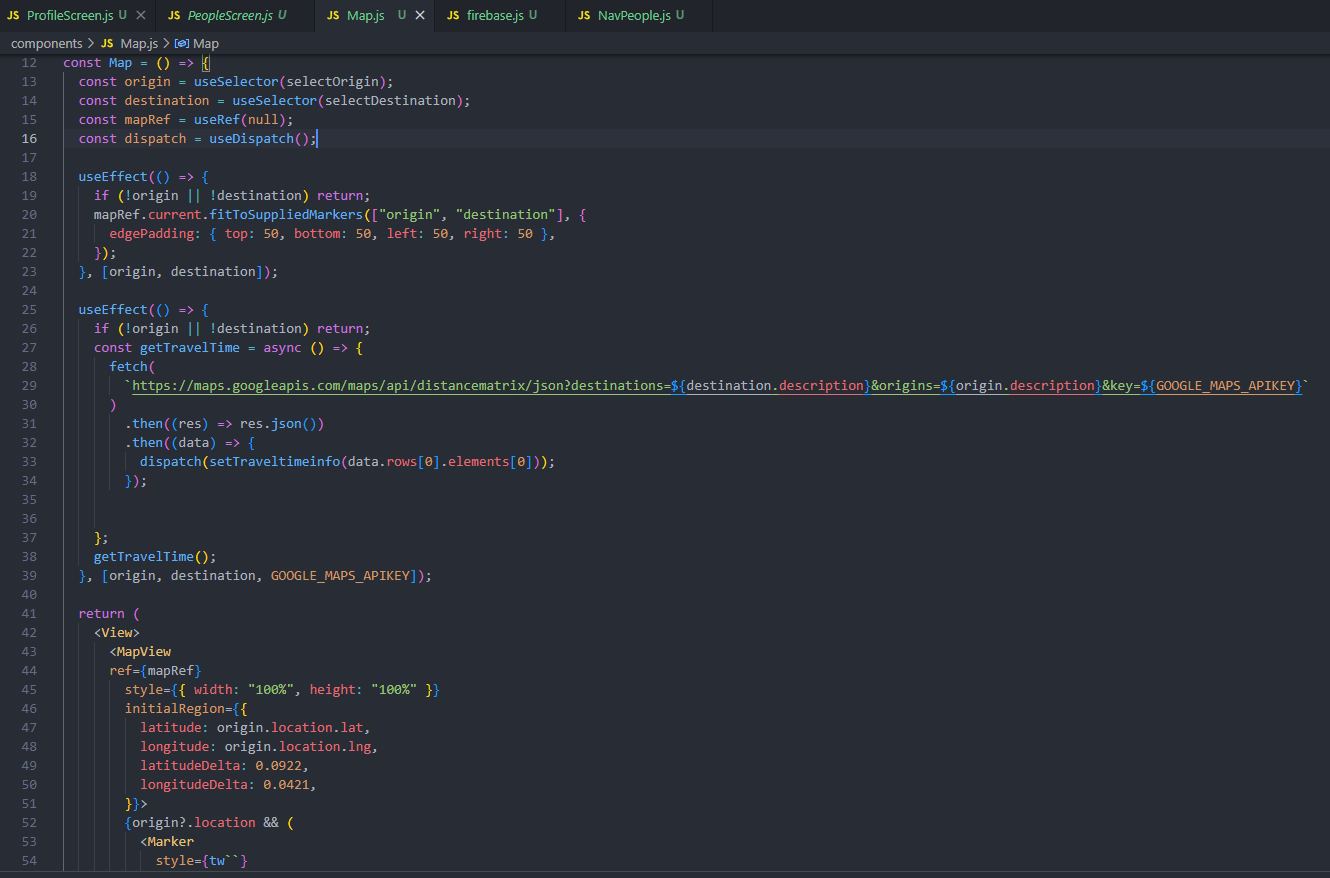 JS ProfileScreen.js U ×
JS PeopleScreen.js U
JS Map.js U ×
JS firebase.js U
JS NavPeople.js U
components > JS Map.js > Map
12 const Map = () => {
13   const origin = useSelector(selectOrigin);
14   const destination = useSelector(selectDestination);
15   const mapRef = useRef(null);
16   const dispatch = useDispatch();
17
18   useEffect(() => {
19     if (!origin || !destination) return;
20     mapRef.current.fitToSuppliedMarkers(["origin", "destination"], {
21       edgePadding: { top: 50, bottom: 50, left: 50, right: 50 },
22     });
23   }, [origin, destination]);
24
25   useEffect(() => {
26     if (!origin || !destination) return;
27     const getTravelTime = async () => {
28       fetch(
29         `https://maps.googleapis.com/maps/api/distancematrix/json?destinations=${destination.description}&origins=${origin.description}&key=${GOOGLE_MAPS_APIKEY}`
30       )
31         .then((res) => res.json())
32         .then((data) => {
33           dispatch(setTraveltimeinfo(data.rows[0].elements[0]));
34         });
35
36
37     };
38     getTravelTime();
39   }, [origin, destination, GOOGLE_MAPS_APIKEY]);
40
41   return (
42     <View>
43       <MapView
44       ref={mapRef}
45         style={{ width: "100%", height: "100%" }}
46         initialRegion={{
47           latitude: origin.location.lat,
48           longitude: origin.location.lng,
49           latitudeDelta: 0.0922,
50           longitudeDelta: 0.0421,
51         }}>
52         {origin?.location && (
53           <Marker
54             style={tw``}